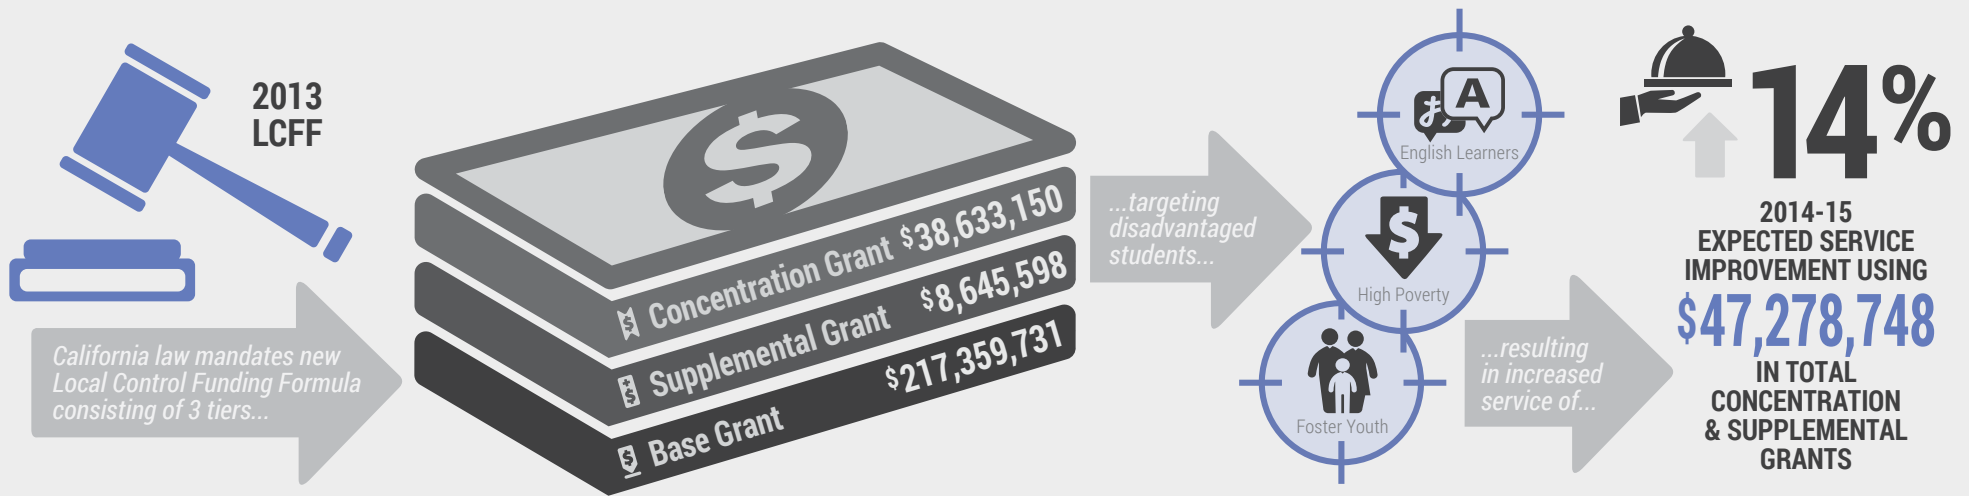 2013
LCFF
California law mandates new
Local Control Funding Formula
consisting of 3 tiers...
$
Concentration Grant $38,633,150
Supplemental Grant $8,645,598
Base Grant $217,359,731
...targeting
disadvantaged
students...
A
English Learners
$
High Poverty
Foster Youth
...resulting
in increased
service of...
14%
2014-15
EXPECTED SERVICE
IMPROVEMENT USING
$47,278,748
IN TOTAL
CONCENTRATION
& SUPPLEMENTAL
GRANTS